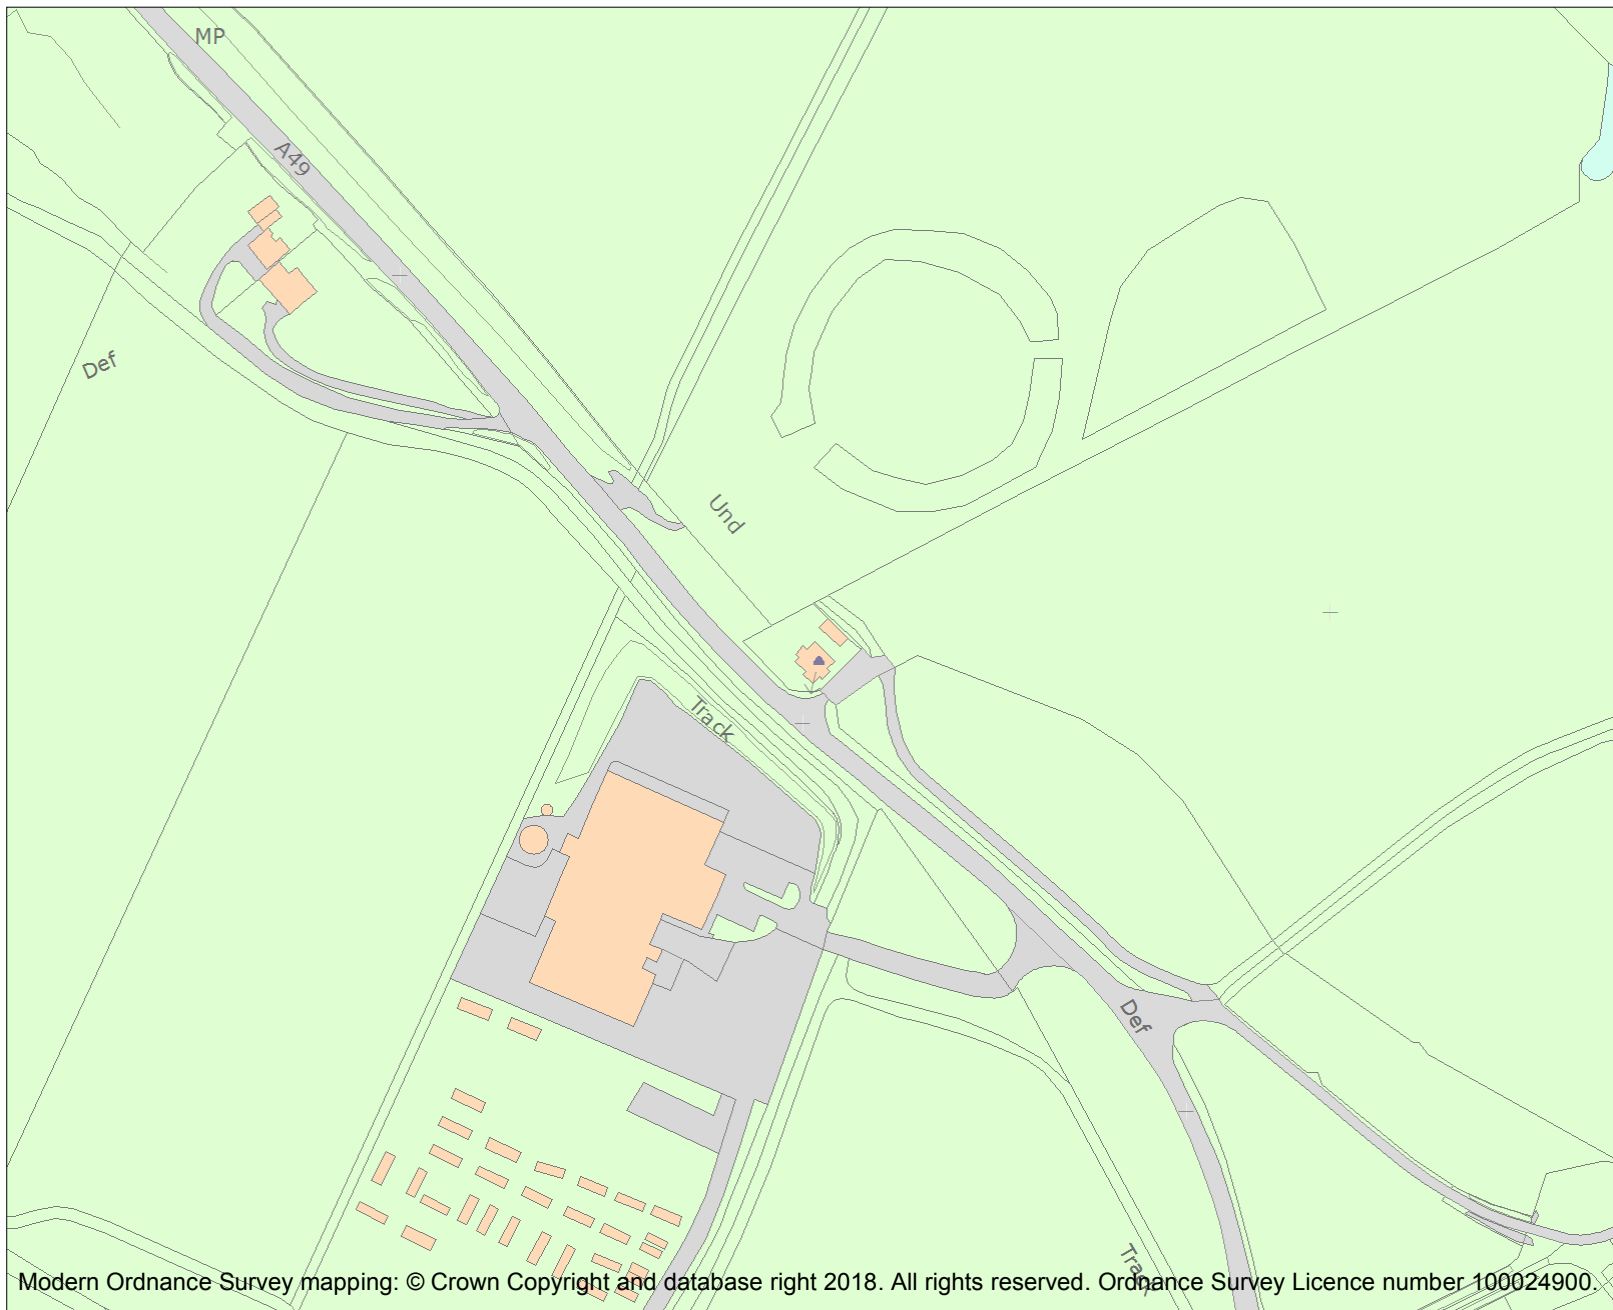 MP
A49
Def
Und
Track
Def
Track
Modern Ordnance Survey mapping: © Crown Copyright and database right 2018. All rights reserved. Ordnance Survey Licence number 100024900.